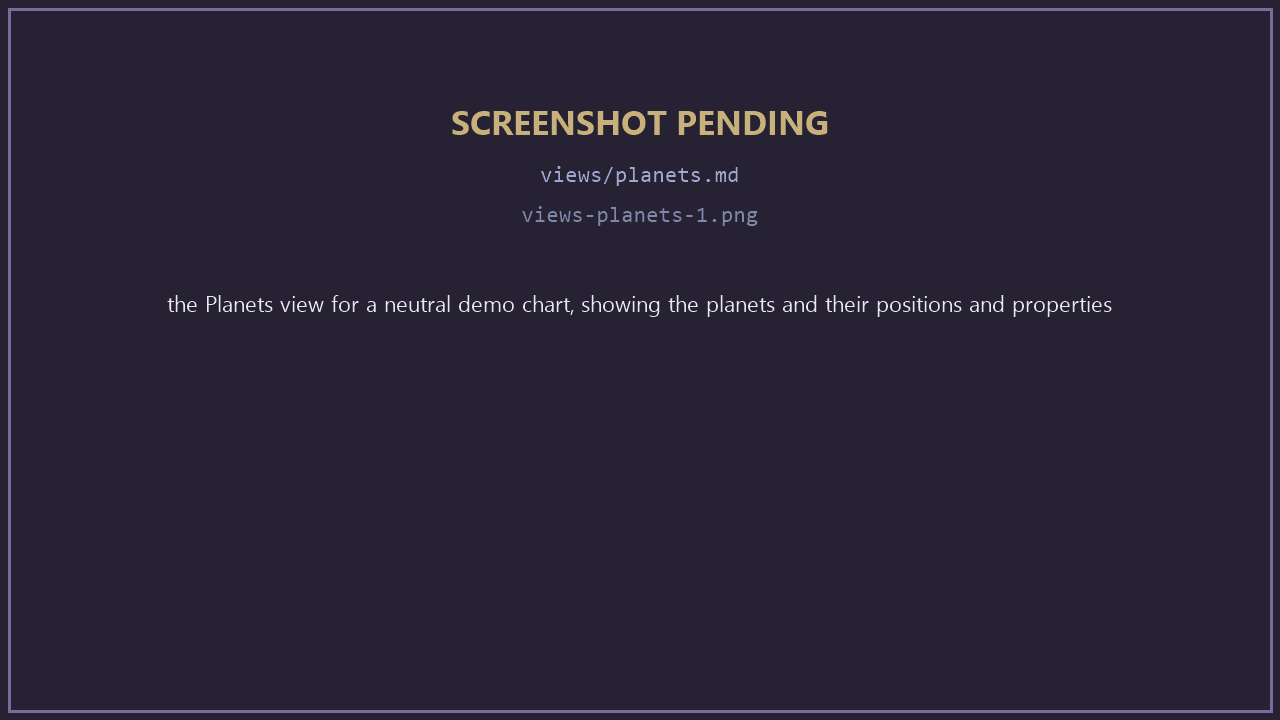 SCREENSHOT PENDING
views/planets.md
views-planets-1.png
the Planets view for a neutral demo chart, showing the planets and their positions and properties